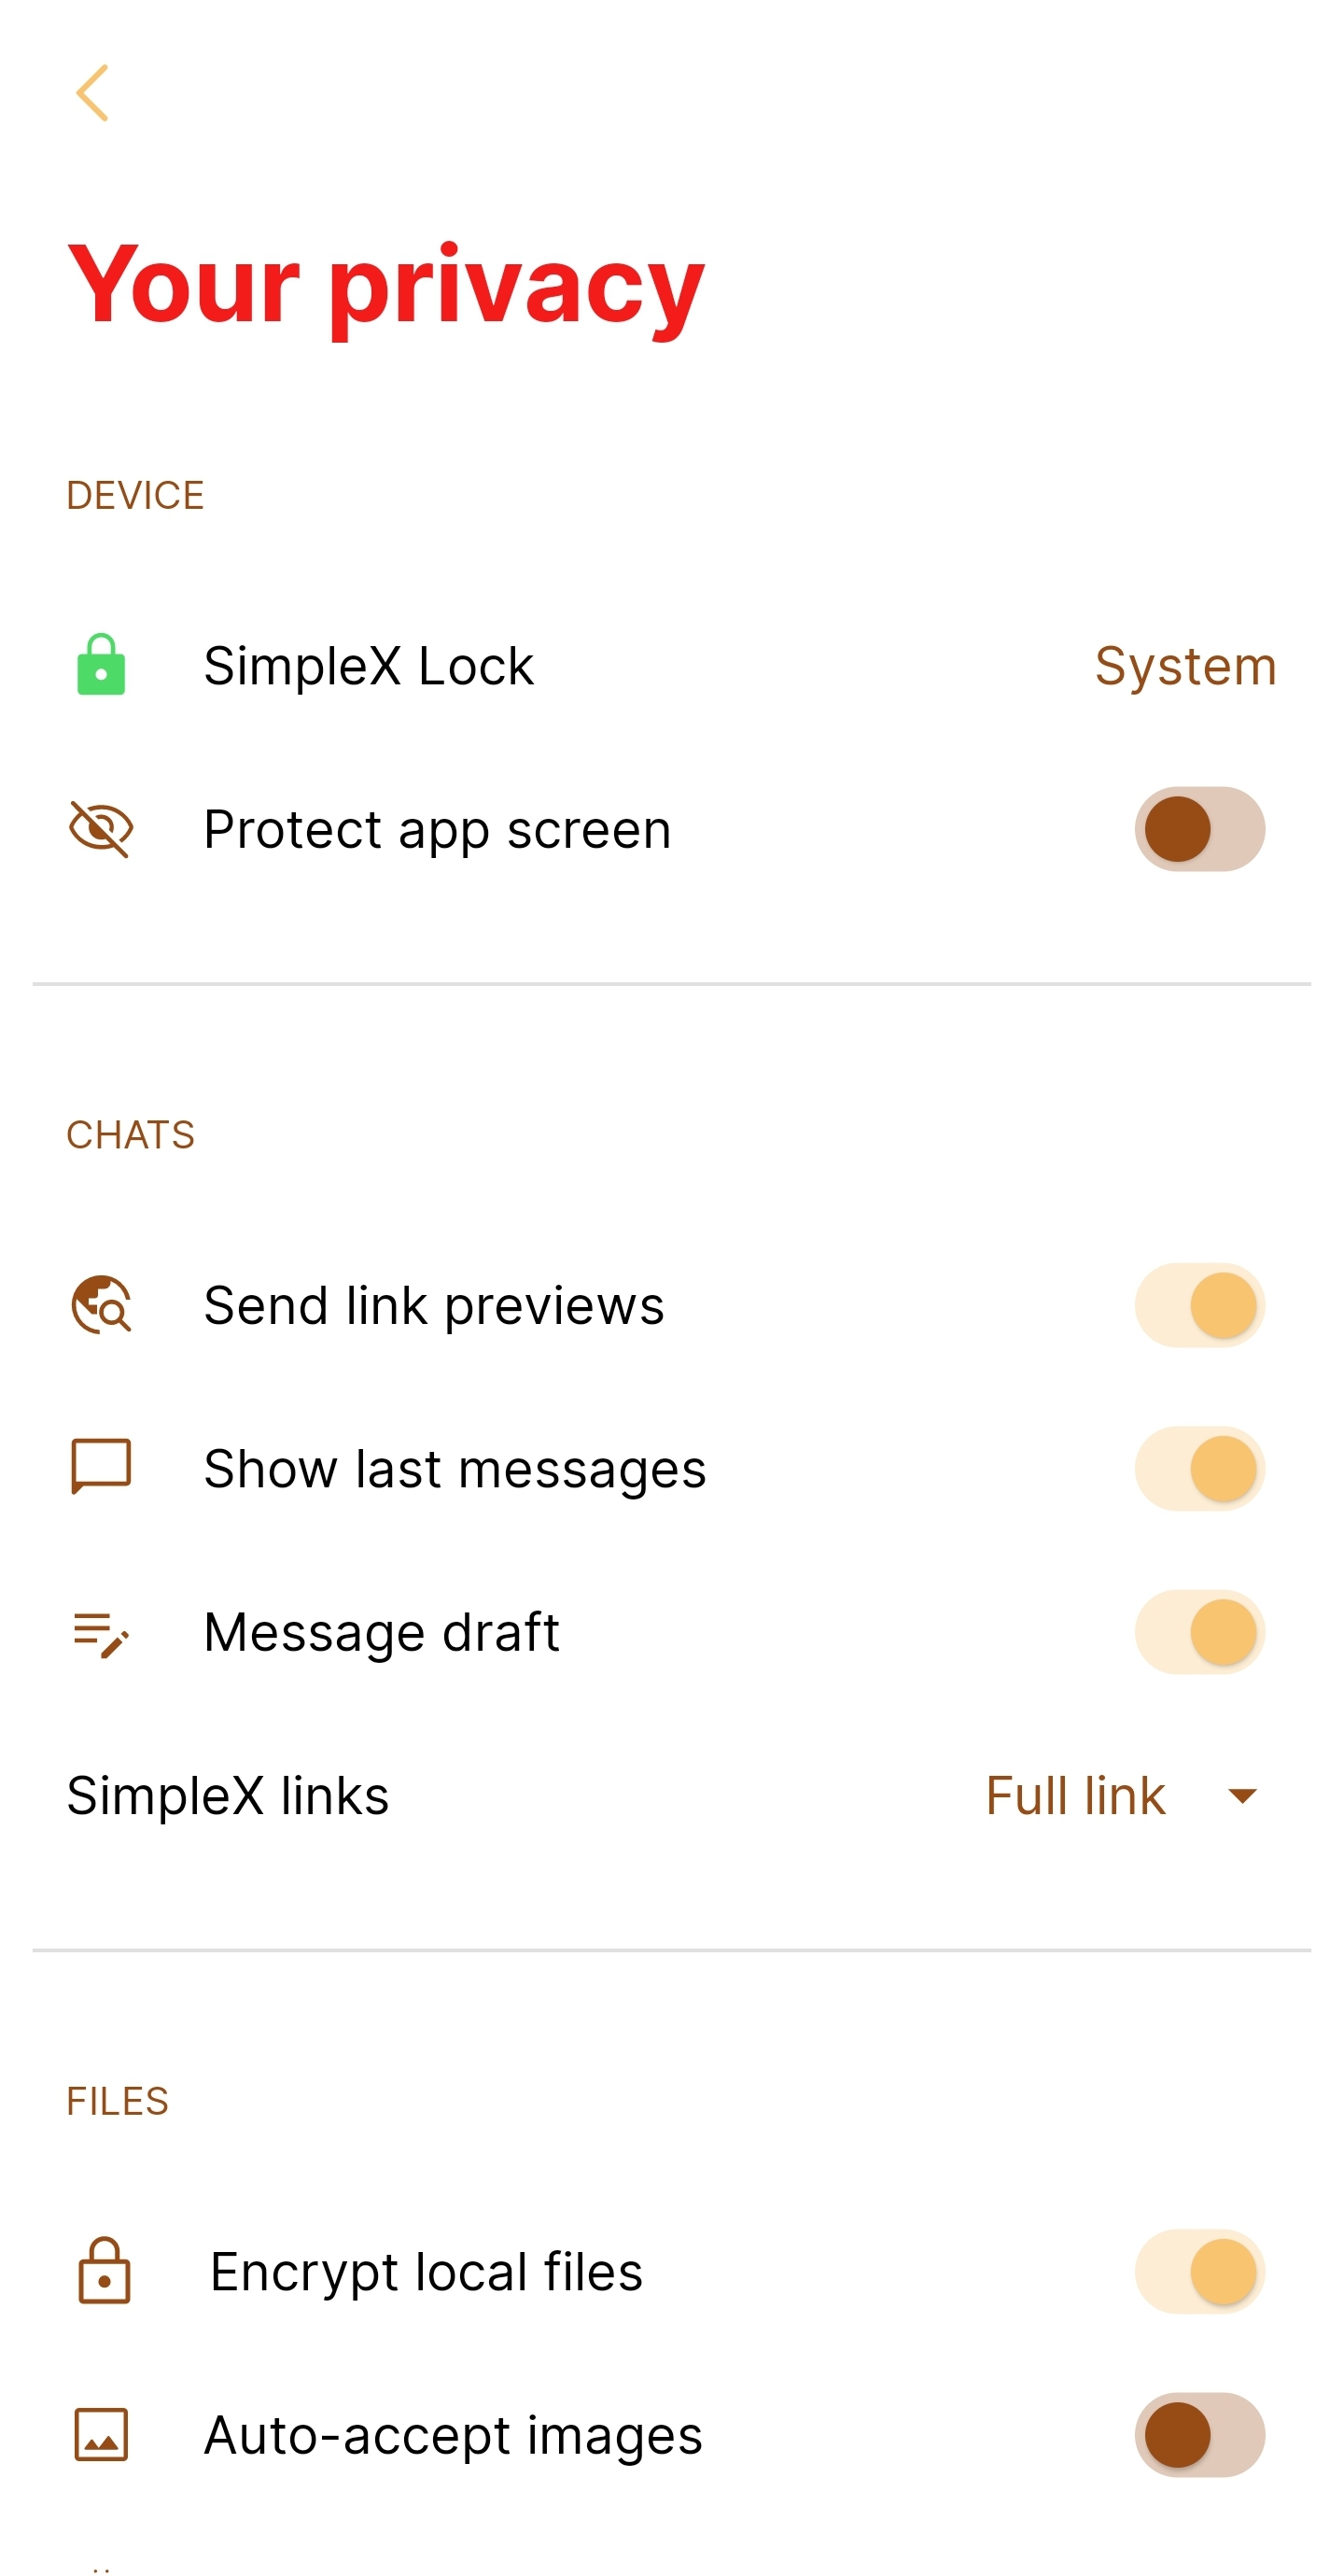 Your privacy
DEVICE
SimpleX Lock System
Protect app screen
CHATS
Send link previews
Show last messages
Message draft
SimpleX links Full link
FILES
Encrypt local files
Auto-accept images